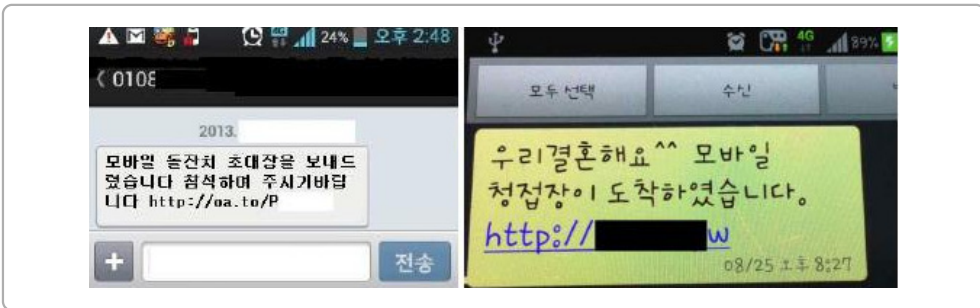 24% 오후 2:48
0108
2013.
모바일 돌잔치 초대장을 보내드
렸습니다 참석하여 주시기바랍
니다 http://oa.to/P
전송
4G 89%
모두 선택
수신
우리결혼해요^^ 모바일
청접장이 도착하였습니다.
http:// w
08/25 오후 8:27